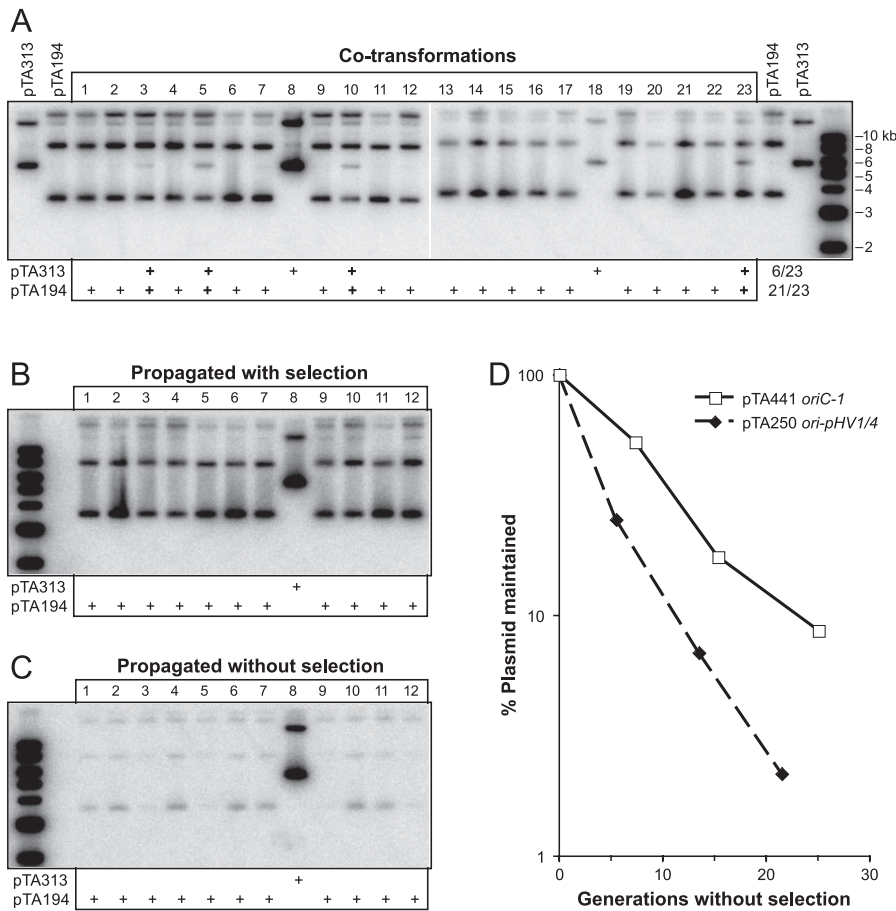 A
Co-transformations
pTA313 pTA194 1 2 3 4 5 6 7 8 9 10 11 12 13 14 15 16 17 18 19 20 21 22 23 pTA194 pTA313
–10 kb
–8
–6
–5
–4
–3
–2
pTA313 + + + + + + 6/23
pTA194 + + + + + + + + + + + + + + + + + + + + + 21/23
B
Propagated with selection
1 2 3 4 5 6 7 8 9 10 11 12
pTA313 +
pTA194 + + + + + + + + + + +
C
Propagated without selection
1 2 3 4 5 6 7 8 9 10 11 12
pTA313 +
pTA194 + + + + + + + + + + +
D
100
10
1
% Plasmid maintained
pTA441 oriC-1
pTA250 ori-pHV1/4
0 10 20 30
Generations without selection